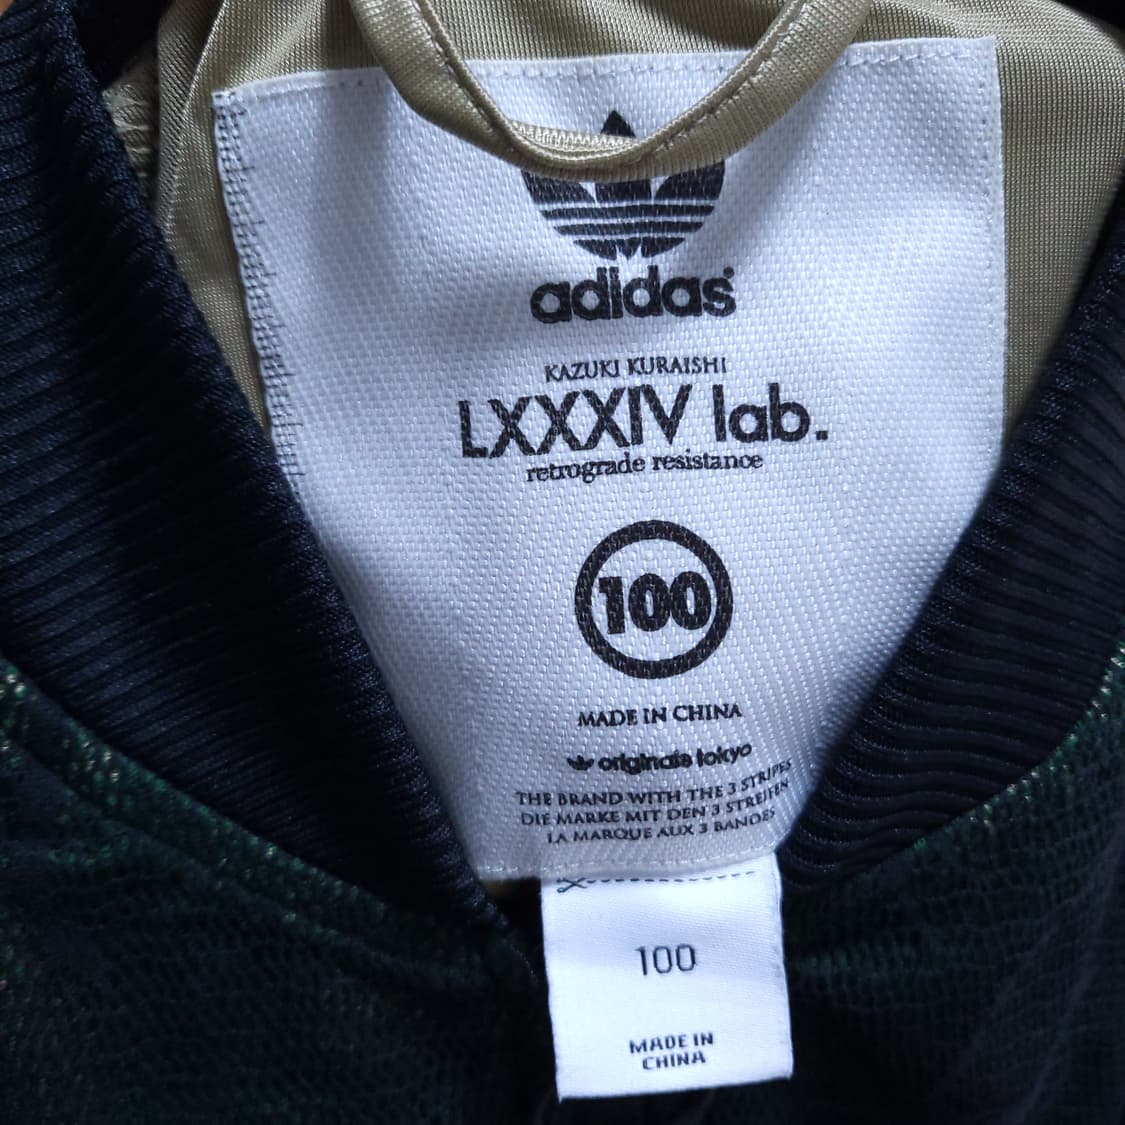 adidas
KAZUKI KURAISHI
LXXXIV lab.
retrograde resistance
100
MADE IN CHINA
originals tokyo
THE BRAND WITH THE 3 STRIPES
DIE MARKE MIT DEN 3 STREIFEN
LA MARQUE AUX 3 BANDES
100
MADE IN
CHINA